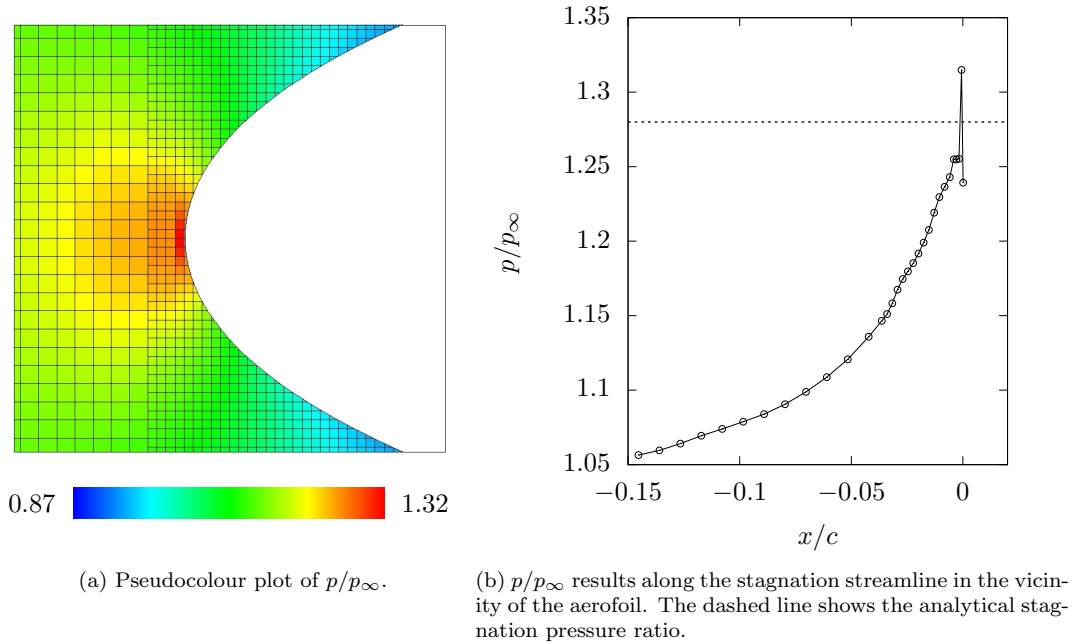 0.87
1.32
(a) Pseudocolour plot of p/p∞.
1.35
1.3
1.25
1.2
1.15
1.1
1.05
p/p∞
−0.15
−0.1
−0.05
0
x/c
(b) p/p∞ results along the stagnation streamline in the vicin-
ity of the aerofoil. The dashed line shows the analytical stag-
nation pressure ratio.